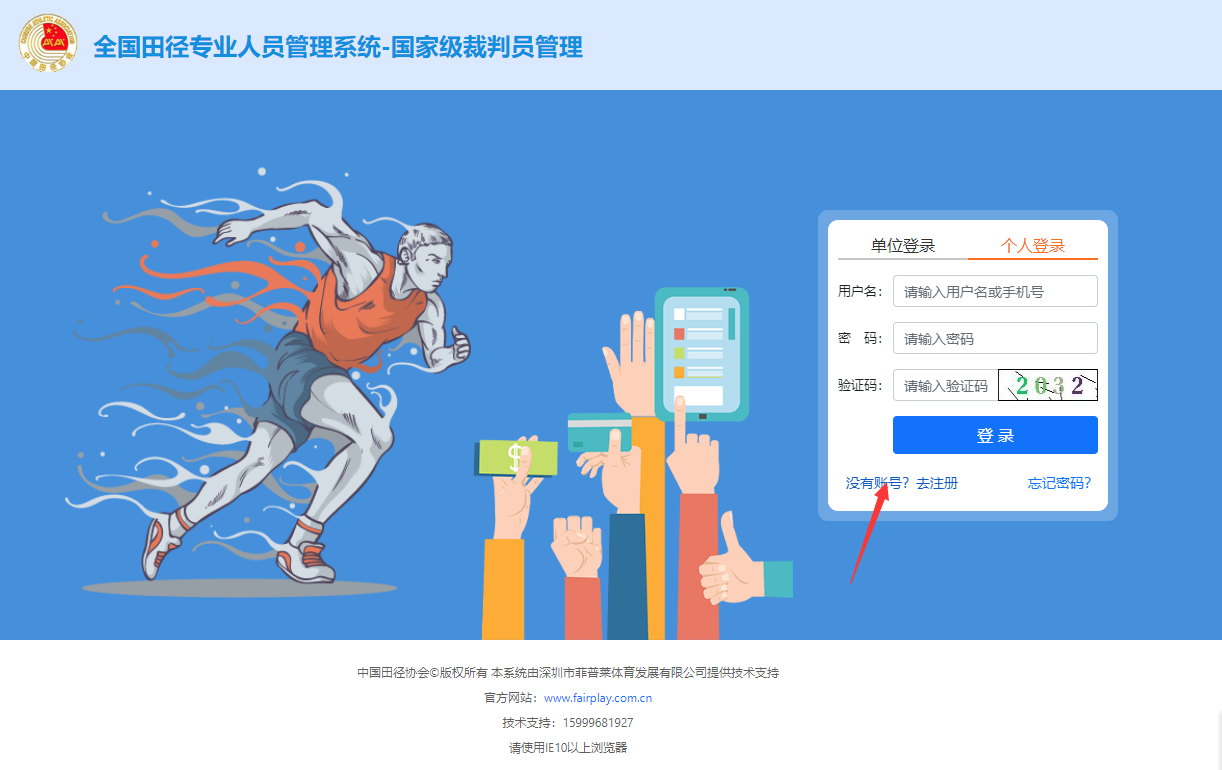 全国田径专业人员管理系统-国家级裁判员管理
单位登录 个人登录
用户名： 请输入用户名或手机号
密 码： 请输入密码
验证码： 请输入验证码 2032
登 录
没有账号？去注册 忘记密码?
$
中国田径协会©版权所有 本系统由深圳市菲普莱体育发展有限公司提供技术支持
官方网站：www.fairplay.com.cn
技术支持：15999681927
请使用IE10以上浏览器